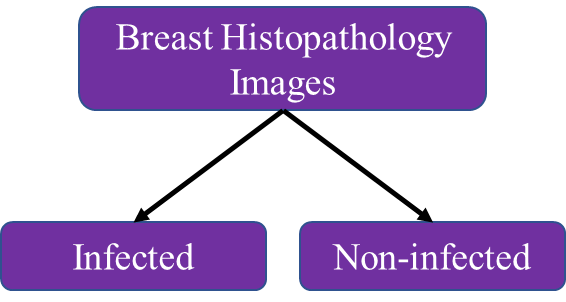 Breast Histopathology
Images
Infected
Non-infected